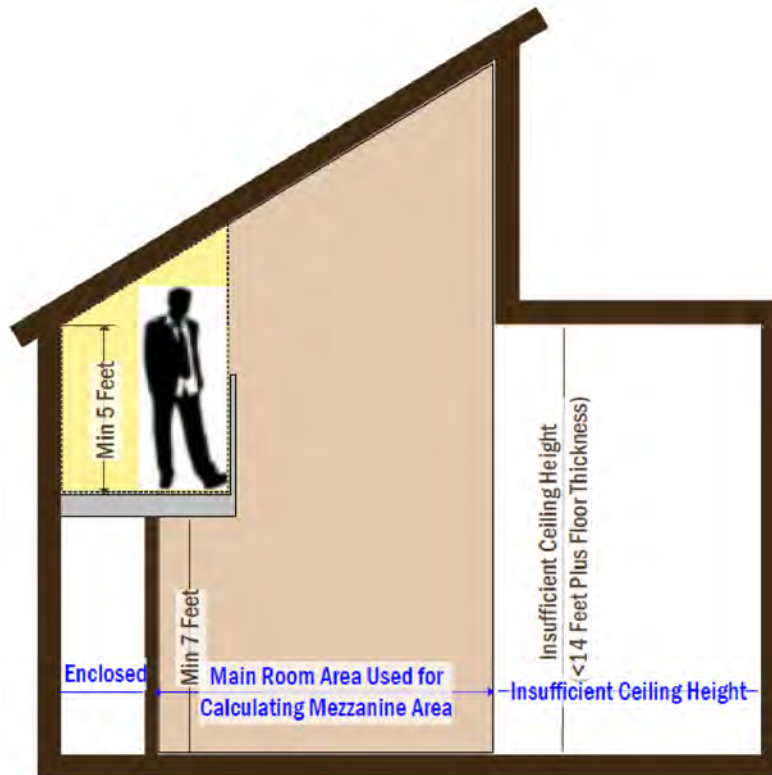 Min 5 Feet
Min 7 Feet
Insufficient Ceiling Height
(<14 Feet Plus Floor Thickness)
Enclosed
Main Room Area Used for
Calculating Mezzanine Area
Insufficient Ceiling Height